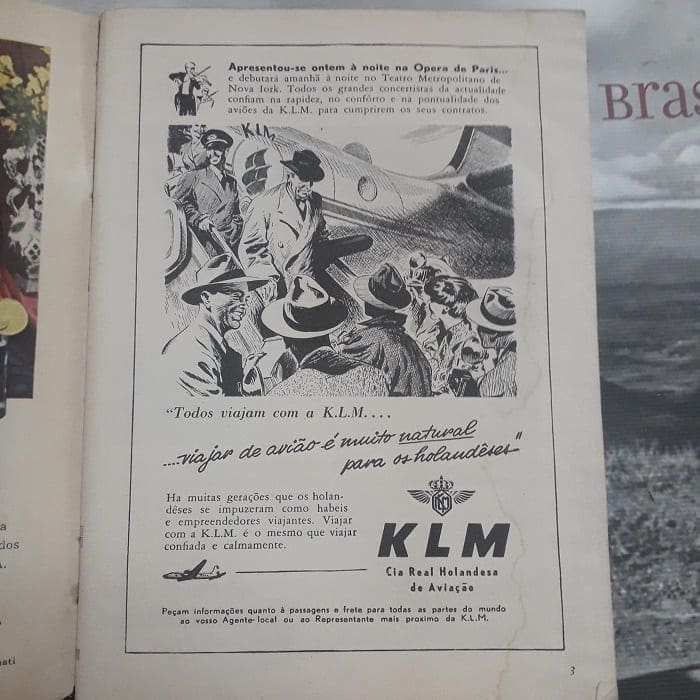 Apresentou-se ontem à noite na Opera de Paris...
e debutará amanhã à noite no Teatro Metropolitano de
Nova Iork. Todos os grandes concertistas da actualidade
confiam na rapidez, no confôrto e na pontualidade dos
aviões da K.L.M. para cumprirem os seus contratos.
KLM
"Todos viajam com a K.L.M....
....viajar de avião é muito natural
para os holandêses"
Há muitas gerações que os holan-
dêses se impuzeram como habeis
e empreendedores viajantes. Viajar
com a K.L.M. é o mesmo que viajar
confiada e calmamente.
KLM
Cia Real Holandesa
de Aviação
Peçam informações quanto à passagens e frete para todas as partes do mundo
ao vosso Agente-local ou ao Representante mais proximo da K.L.M.
3
a
dos
A.
nati
Bras